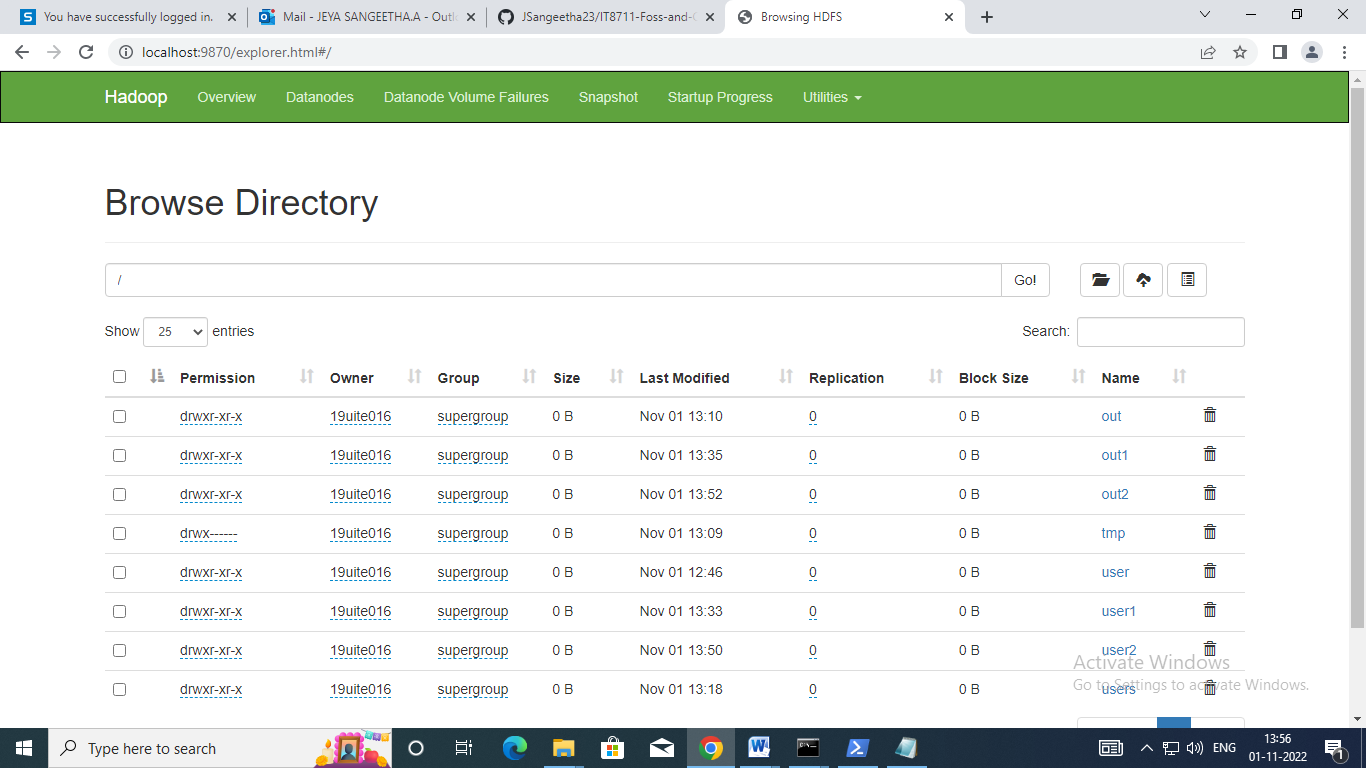 You have successfully logged in.
Mail - JEYA SANGEETHA.A - Outl
JSangeetha23/IT8711-Foss-and-C
Browsing HDFS
localhost:9870/explorer.html#/
Hadoop Overview Datanodes Datanode Volume Failures Snapshot Startup Progress Utilities
Browse Directory
/ Go!
Show 25 entries Search:
Permission Owner Group Size Last Modified Replication Block Size Name
drwxr-xr-x 19uite016 supergroup 0 B Nov 01 13:10 0 0 B out
drwxr-xr-x 19uite016 supergroup 0 B Nov 01 13:35 0 0 B out1
drwxr-xr-x 19uite016 supergroup 0 B Nov 01 13:52 0 0 B out2
drwx------ 19uite016 supergroup 0 B Nov 01 13:09 0 0 B tmp
drwxr-xr-x 19uite016 supergroup 0 B Nov 01 12:46 0 0 B user
drwxr-xr-x 19uite016 supergroup 0 B Nov 01 13:33 0 0 B user1
drwxr-xr-x 19uite016 supergroup 0 B Nov 01 13:50 0 0 B user2
drwxr-xr-x 19uite016 supergroup 0 B Nov 01 13:18 0 0 B users
Activate Windows
Go to Settings to activate Windows.
Type here to search
ENG
13:56
01-11-2022
1